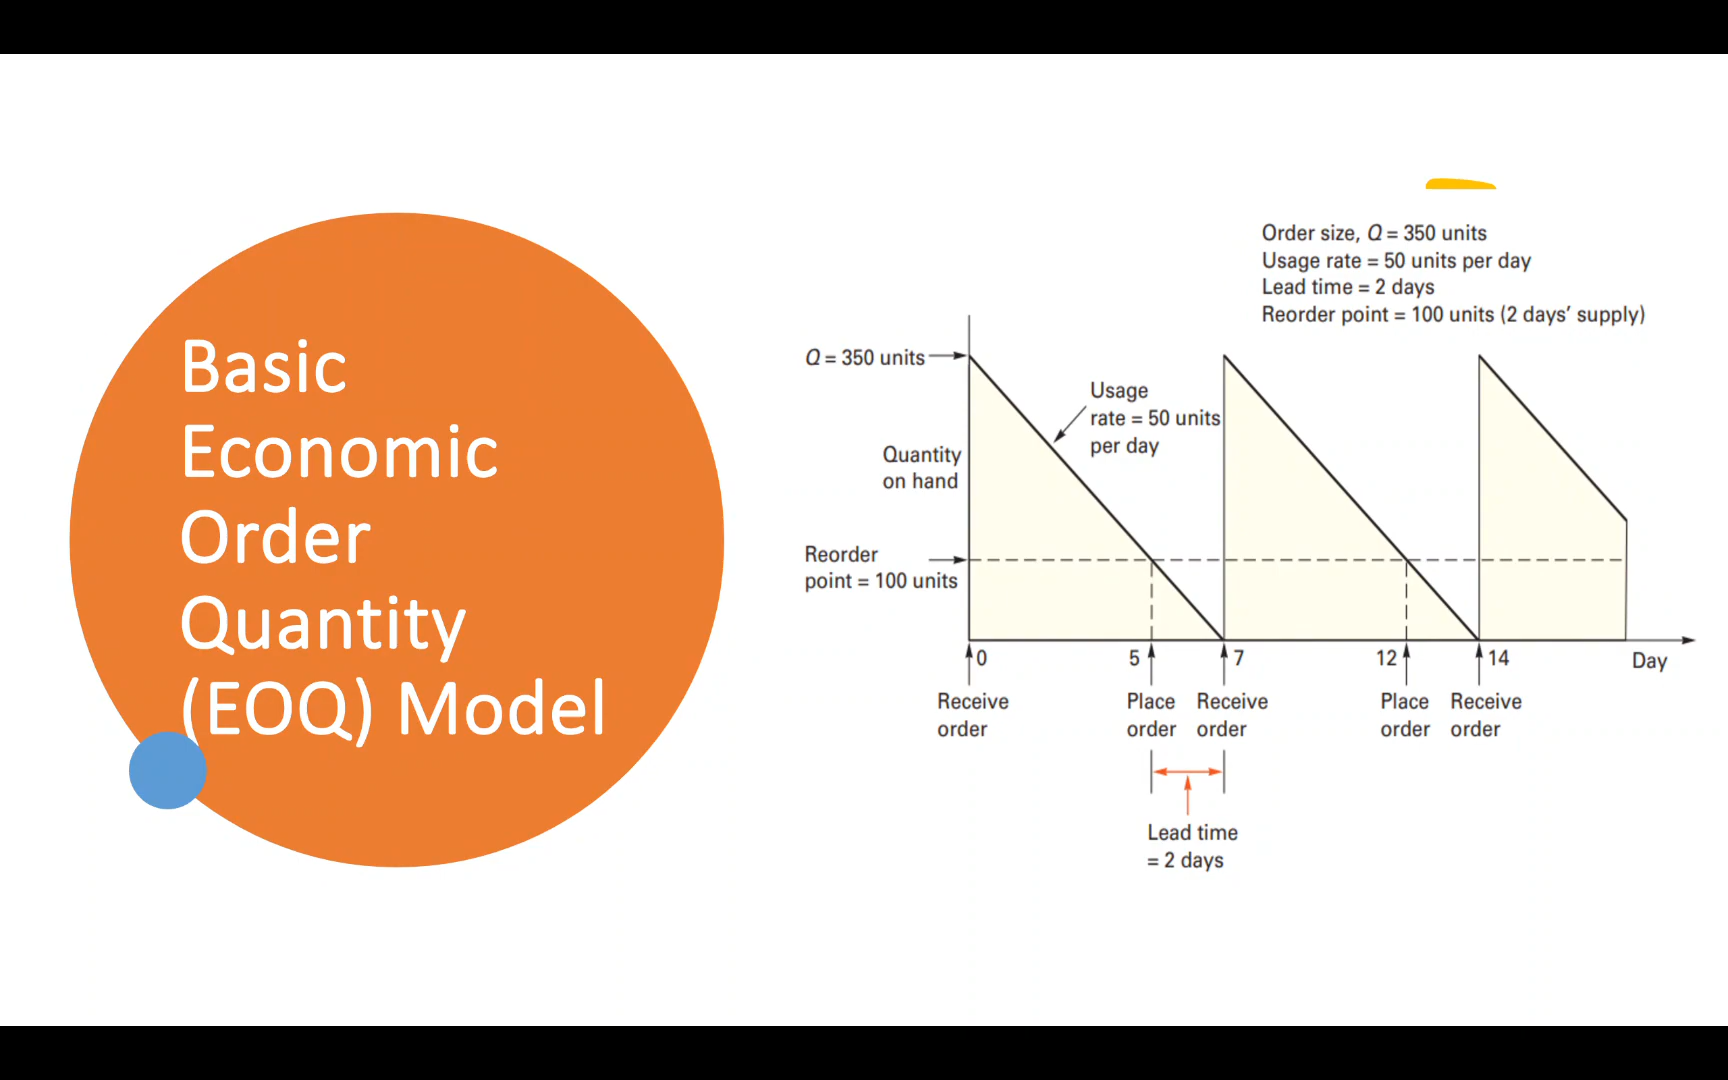 Basic
Economic
Order
Quantity
(EOQ) Model
Order size, Q = 350 units
Usage rate = 50 units per day
Lead time = 2 days
Reorder point = 100 units (2 days’ supply)
Q = 350 units
Usage
rate = 50 units
per day
Quantity
on hand
Reorder
point = 100 units
0
5
7
12
14
Day
Receive
order
Place
order
Receive
order
Place
order
Receive
order
Lead time
= 2 days